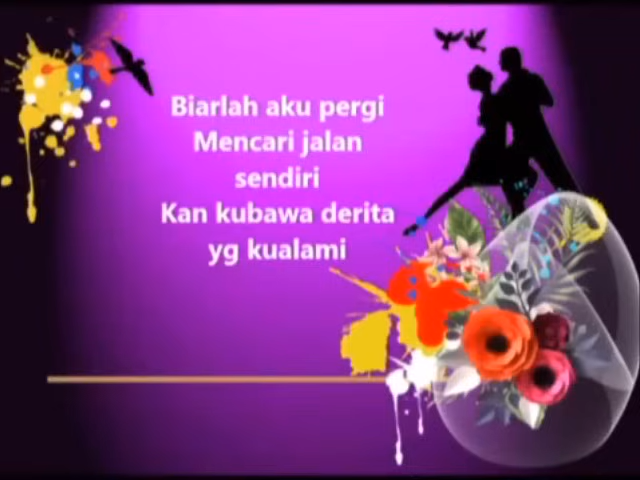 Biarlah aku pergi
Mencari jalan
sendiri
Kan kubawa derita
yg kualami